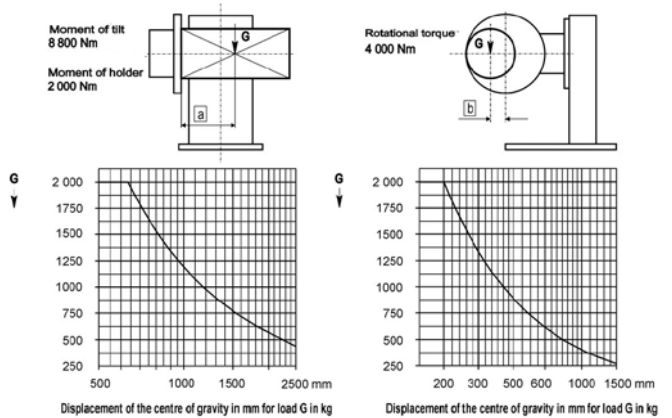 Moment of tilt
8 800 Nm
Moment of holder
2 000 Nm
G
a
Rotational torque
4 000 Nm
G
b
G
2 000
1750
1500
1250
1000
750
500
250
500 1000 1500 2500 mm
Displacement of the centre of gravity in mm for load G in kg
G
2 000
1750
1500
1250
1000
750
500
250
200 300 500 600 1000 1500 mm
Displacement of the centre of gravity in mm for load G in kg